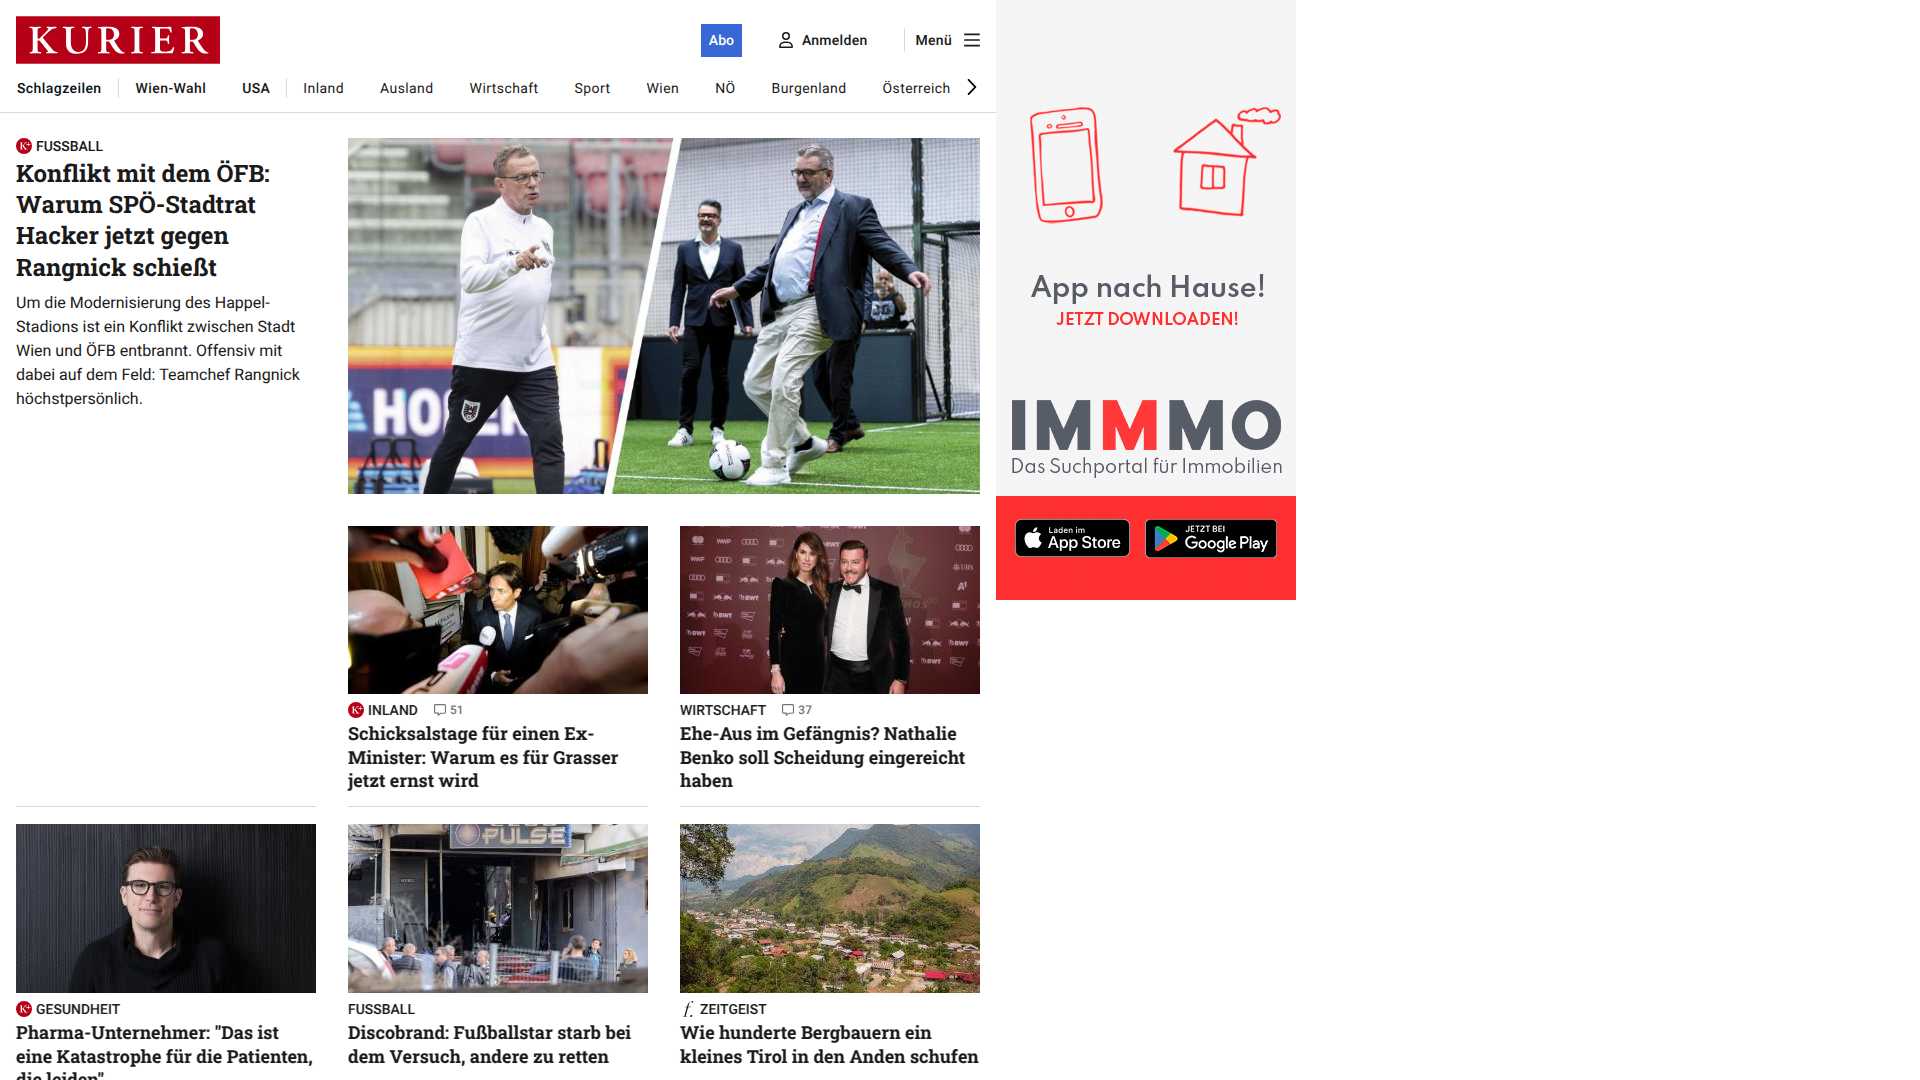 KURIER
Abo
Anmelden
Menü
Schlagzeilen
Wien-Wahl
USA
Inland
Ausland
Wirtschaft
Sport
Wien
NÖ
Burgenland
Österreich
FUSSBALL
Konflikt mit dem ÖFB:
Warum SPÖ-Stadtrat
Hacker jetzt gegen
Rangnick schießt
Um die Modernisierung des Happel-
Stadions ist ein Konflikt zwischen Stadt
Wien und ÖFB entbrannt. Offensiv mit
dabei auf dem Feld: Teamchef Rangnick
höchstpersönlich.
INLAND 51
Schicksalstage für einen Ex-
Minister: Warum es für Grasser
jetzt ernst wird
WIRTSCHAFT 37
Ehe-Aus im Gefängnis? Nathalie
Benko soll Scheidung eingereicht
haben
PULSE
GESUNDHEIT
Pharma-Unternehmer: "Das ist
eine Katastrophe für die Patienten,
die leiden"
FUSSBALL
Discobrand: Fußballstar starb bei
dem Versuch, andere zu retten
f. ZEITGEIST
Wie hunderte Bergbauern ein
kleines Tirol in den Anden schufen
App nach Hause!
JETZT DOWNLOADEN!
IMMMO
Das Suchportal für Immobilien
Laden im
App Store
JETZT BEI
Google Play